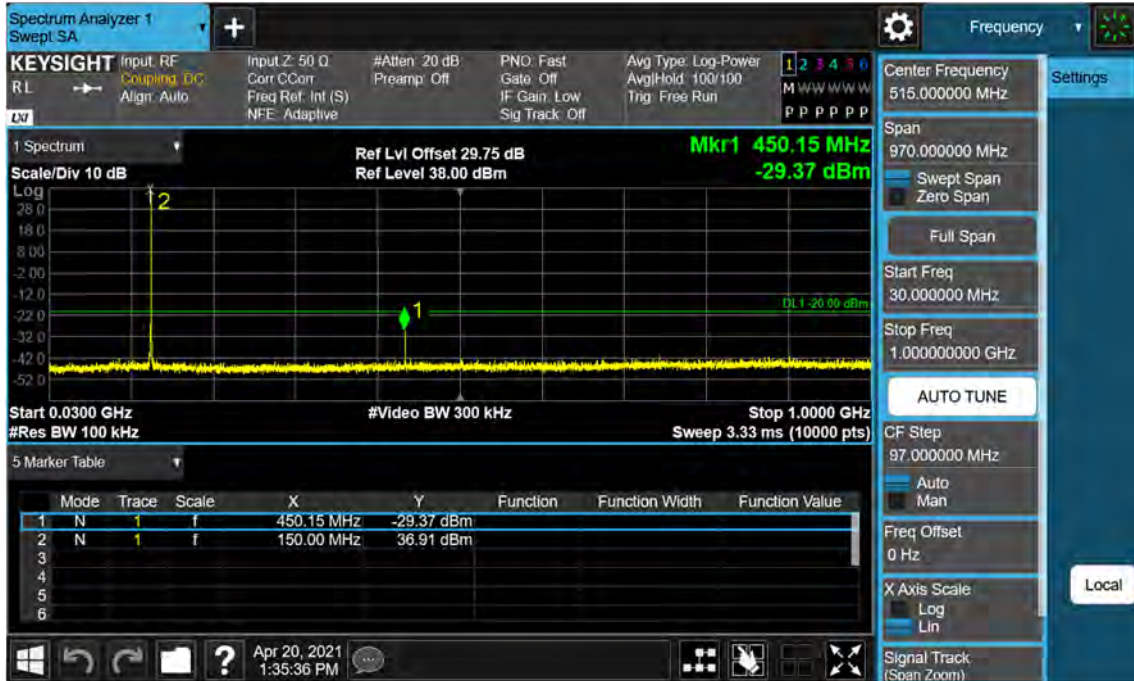 Spectrum Analyzer 1
Swept SA
+
Frequency
KEYSIGHT
RL
LXI
Input: RF
Coupling: DC
Align: Auto
Input Z: 50 Ω
Corr CCorr
Freq Ref: Int (S)
NFE: Adaptive
#Atten: 20 dB
Preamp: Off
PNO: Fast
Gate: Off
IF Gain: Low
Sig Track: Off
Avg Type: Log-Power
Avg|Hold: 100/100
Trig: Free Run
1 2 3 4 5 6
M W W W W W
P P P P P P
1 Spectrum
Scale/Div 10 dB
Ref Lvl Offset 29.75 dB
Ref Level 38.00 dBm
Mkr1 450.15 MHz
-29.37 dBm
Log
28.0
18.0
8.00
-2.00
-12.0
-22.0
-32.0
-42.0
-52.0
2
1
DL1 -20.00 dBm
Start 0.0300 GHz
#Res BW 100 kHz
#Video BW 300 kHz
Stop 1.0000 GHz
Sweep 3.33 ms (10000 pts)
5 Marker Table
Mode Trace Scale X Y Function Function Width Function Value
1 N 1 f 450.15 MHz -29.37 dBm
2 N 1 f 150.00 MHz 36.91 dBm
3
4
5
6
?
Apr 20, 2021
1:35:36 PM
Center Frequency
515.000000 MHz
Span
970.000000 MHz
Swept Span
Zero Span
Full Span
Start Freq
30.000000 MHz
Stop Freq
1.000000000 GHz
AUTO TUNE
CF Step
97.000000 MHz
Auto
Man
Freq Offset
0 Hz
X Axis Scale
Log
Lin
Signal Track
(Span Zoom)
Settings
Local